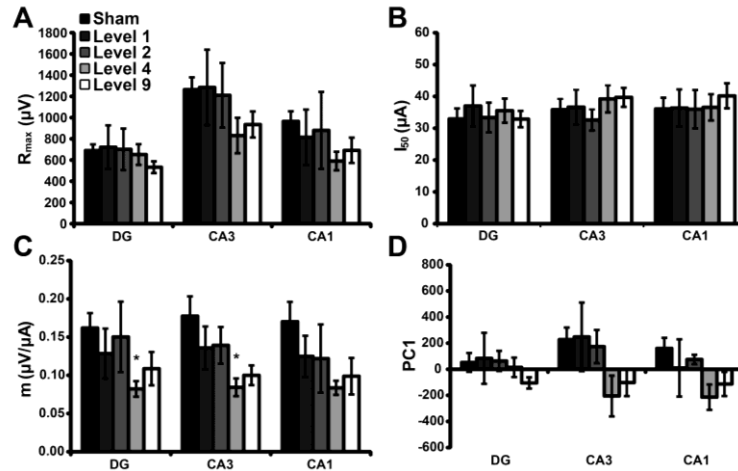 A
Sham
Level 1
Level 2
Level 4
Level 9
1800
1600
1400
1200
1000
800
600
400
200
0
Rmax (µV)
DG CA3 CA1
B
60
50
40
30
20
10
0
I50 (µA)
DG CA3 CA1
C
0.25
0.20
0.15
0.10
0.05
0.00
m (µV/µA)
* *
DG CA3 CA1
D
800
600
400
200
0
-200
-400
-600
PC1
DG CA3 CA1